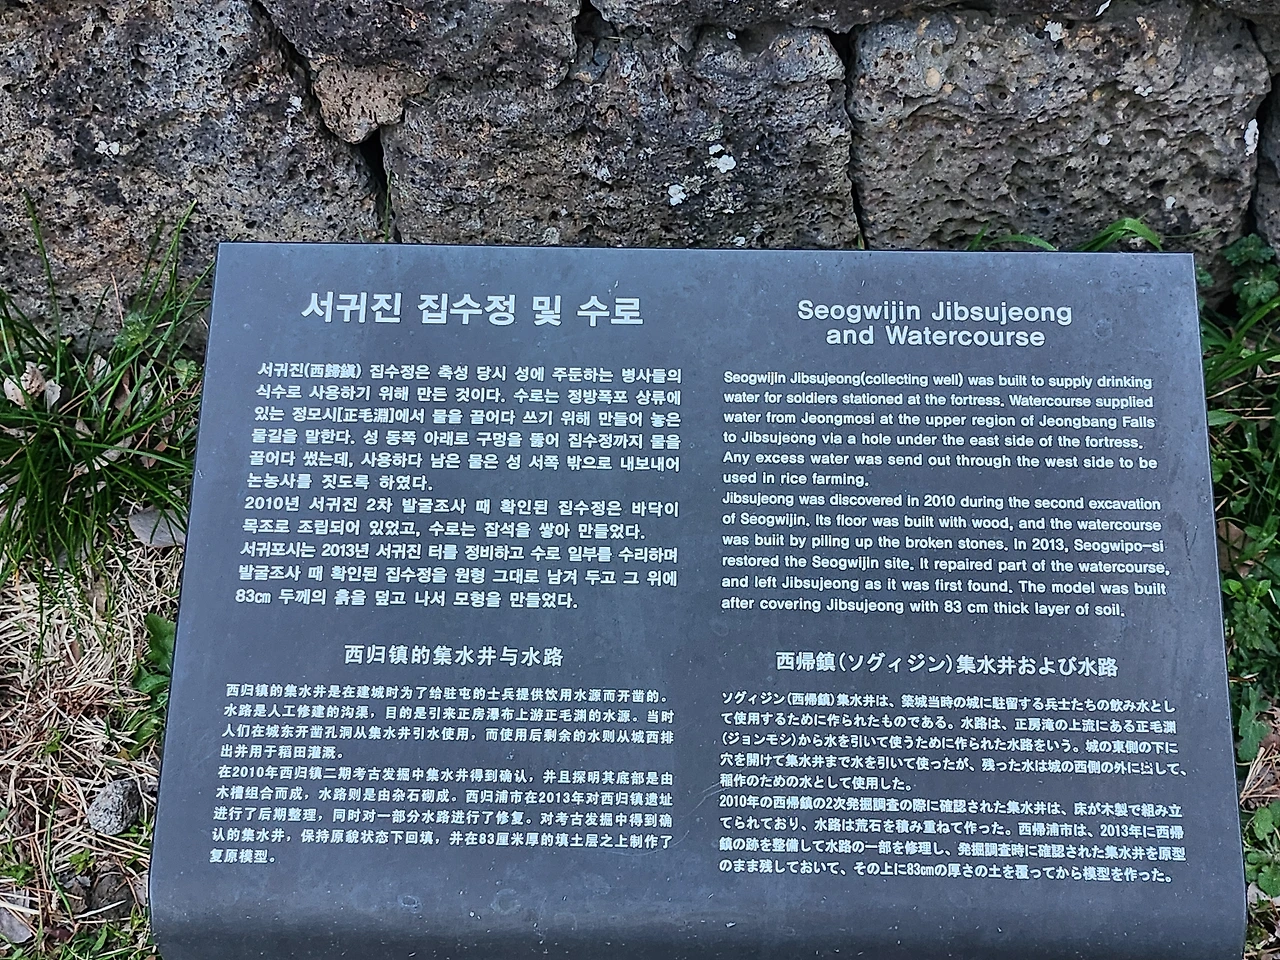 서귀진 집수정 및 수로
서귀진(西歸鎭) 집수정은 축성 당시 성에 주둔하는 병사들의
식수로 사용하기 위해 만든 것이다. 수로는 정방폭포 상류에
있는 정모시[正毛淵]에서 물을 끌어다 쓰기 위해 만들어 놓은
물길을 말한다. 성 동쪽 아래로 구멍을 뚫어 집수정까지 물을
끌어다 썼는데, 사용하다 남은 물은 성 서쪽 밖으로 내보내어
논농사를 짓도록 하였다.
2010년 서귀진 2차 발굴조사 때 확인된 집수정은 바닥이
목조로 조립되어 있었고, 수로는 잡석을 쌓아 만들었다.
서귀포시는 2013년 서귀진 터를 정비하고 수로 일부를 수리하며
발굴조사 때 확인된 집수정을 원형 그대로 남겨 두고 그 위에
83cm 두께의 흙을 덮고 나서 모형을 만들었다.
Seogwijin Jibsujeong
and Watercourse
Seogwijin Jibsujeong(collecting well) was built to supply drinking
water for soldiers stationed at the fortress. Watercourse supplied
water from Jeongmosi at the upper region of Jeongbang Falls
to Jibsujeong via a hole under the east side of the fortress.
Any excess water was send out through the west side to be
used in rice farming.
Jibsujeong was discovered in 2010 during the second excavation
of Seogwijin. Its floor was built with wood, and the watercourse
was built by piling up the broken stones. In 2013, Seogwipo-si
restored the Seogwijin site. It repaired part of the watercourse,
and left Jibsujeong as it was first found. The model was built
after covering Jibsujeong with 83 cm thick layer of soil.
西归镇的集水井与水路
西归镇的集水井是在建城时为了给驻屯的士兵提供饮用水源而开凿的。
水路是人工修建的沟渠，目的是引来正房瀑布上游正毛渊的水源。当时
人们在城东开凿孔洞从集水井引水使用，而使用后剩余的水则从城西排
出并用于稻田灌溉。
在2010年西归镇二期考古发掘中集水井得到确认，并且探明其底部是由
木槽组合而成，水路则是由杂石砌成。西归浦市在2013年对西归镇遗址
进行了后期整理，同时对一部分水路进行了修复。对考古发掘中得到确
认的集水井，保持原貌状态下回填，并在83厘米厚的填土层之上制作了
复原模型。
西帰鎮(ソグィジン)集水井および水路
ソグィジン(西帰鎮)集水井は、築城当時の城に駐留する兵士たちの飲み水とし
て使用するために作られたものである。水路は、正房滝の上流にある正毛淵
(ジョンモシ)から水を引いて使うために作られた水路をいう。城の東側の下に
穴を開けて集水井まで水を引いて使ったが、残った水は城の西側の外に出して、
稲作のための水として使用した。
2010年の西帰鎮の2次発掘調査の際に確認された集水井は、床が木製で組み立
てられており、水路は荒石を積み重ねて作った。西帰浦市は、2013年に西帰
鎮の跡を整備して水路の一部を修理し、発掘調査時に確認された集水井を原型
のまま残しておいて、その上に83cmの厚さの土を覆ってから模型を作った。